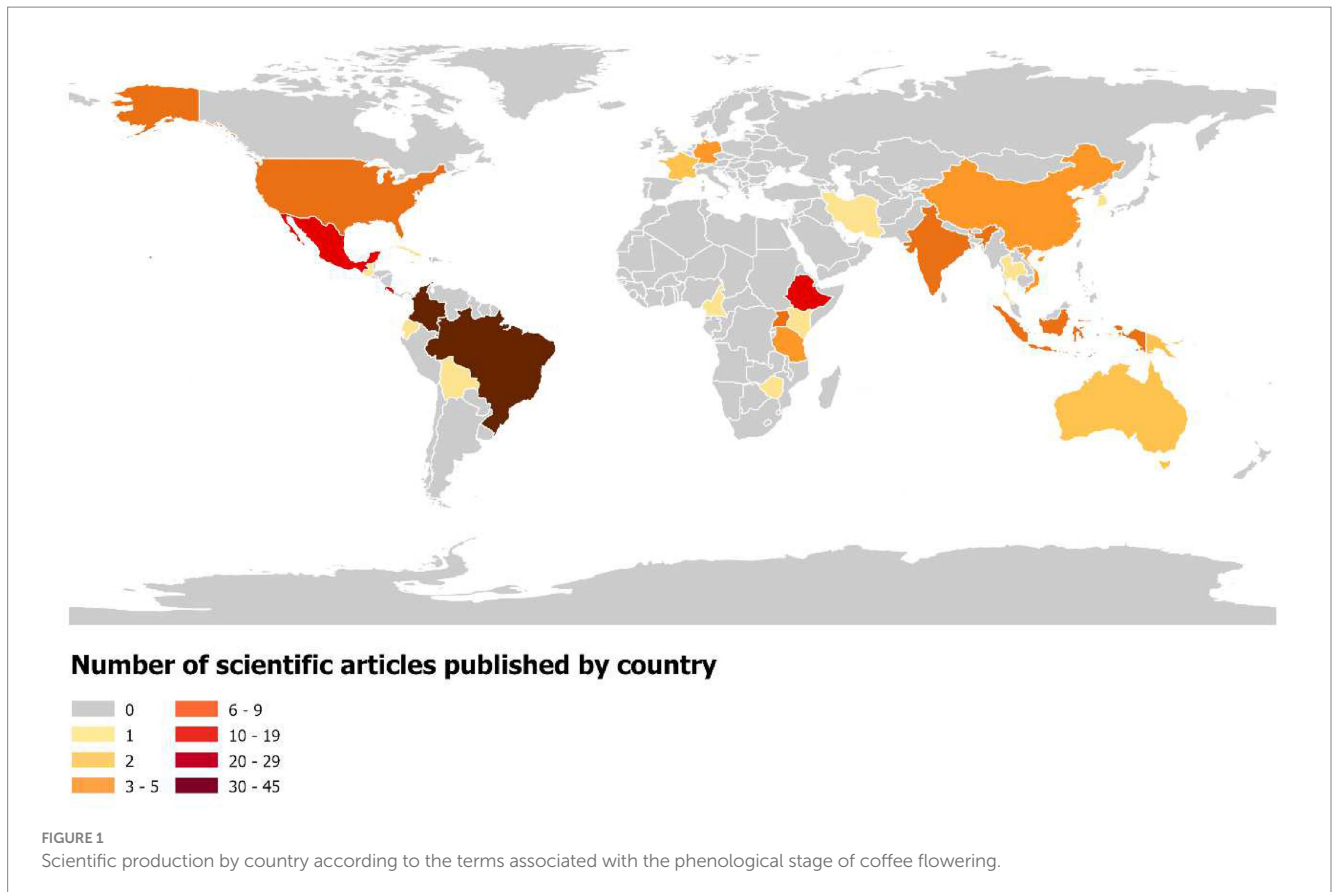 Number of scientific articles published by country
0
1
2
3 - 5
6 - 9
10 - 19
20 - 29
30 - 45
FIGURE 1
Scientific production by country according to the terms associated with the phenological stage of coffee flowering.